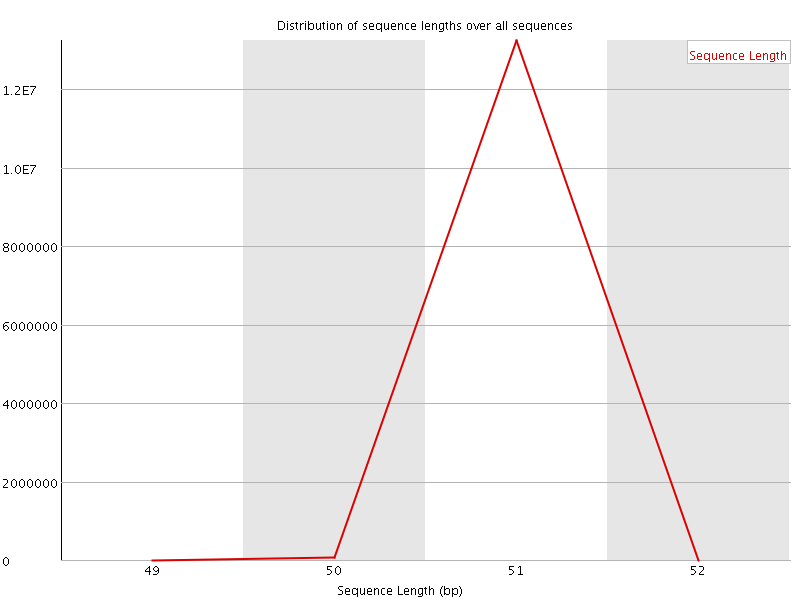 Distribution of sequence lengths over all sequences
Sequence Length
1.2E7
1.0E7
8000000
6000000
4000000
2000000
0
49 50 51 52
Sequence Length (bp)